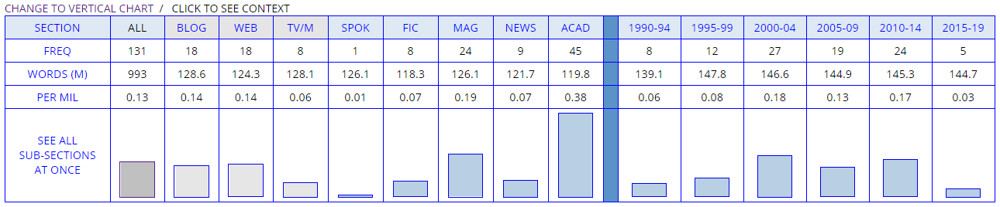 CHANGE TO VERTICAL CHART / CLICK TO SEE CONTEXT
SECTION ALL BLOG WEB TV/M SPOK FIC MAG NEWS ACAD 1990-94 1995-99 2000-04 2005-09 2010-14 2015-19
FREQ 131 18 18 8 1 8 24 9 45 8 12 27 19 24 5
WORDS (M) 993 128.6 124.3 128.1 126.1 118.3 126.1 121.7 119.8 139.1 147.8 146.6 144.9 145.3 144.7
PER MIL 0.13 0.14 0.14 0.06 0.01 0.07 0.19 0.07 0.38 0.06 0.08 0.18 0.13 0.17 0.03
SEE ALL
SUB-SECTIONS
AT ONCE